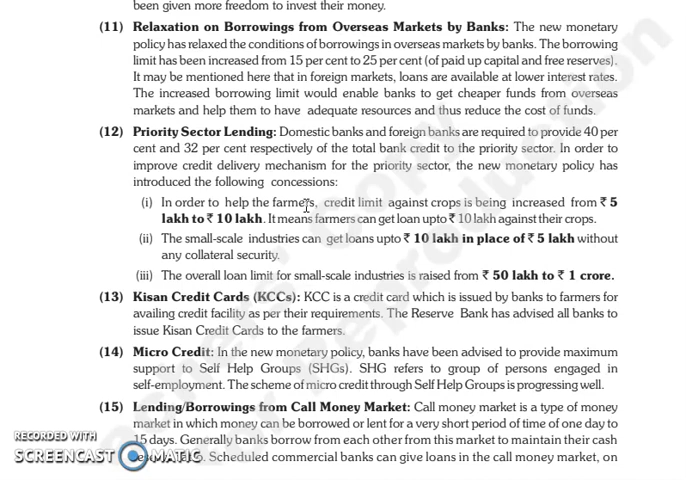 been given more freedom to invest their money.
(11) Relaxation on Borrowings from Overseas Markets by Banks: The new monetary
policy has relaxed the conditions of borrowings in overseas markets by banks. The borrowing
limit has been increased from 15 per cent to 25 per cent (of paid up capital and free reserves).
It may be mentioned here that in foreign markets, loans are available at lower interest rates.
The increased borrowing limit would enable banks to get cheaper funds from overseas
markets and help them to have adequate resources and thus reduce the cost of funds.
(12) Priority Sector Lending: Domestic banks and foreign banks are required to provide 40 per
cent and 32 per cent respectively of the total bank credit to the priority sector. In order to
improve credit delivery mechanism for the priority sector, the new monetary policy has
introduced the following concessions:
(i) In order to help the farmers, credit limit against crops is being increased from ₹ 5
lakh to ₹ 10 lakh. It means farmers can get loan upto ₹ 10 lakh against their crops.
(ii) The small-scale industries can get loans upto ₹ 10 lakh in place of ₹ 5 lakh without
any collateral security.
(iii) The overall loan limit for small-scale industries is raised from ₹ 50 lakh to ₹ 1 crore.
(13) Kisan Credit Cards (KCCs): KCC is a credit card which is issued by banks to farmers for
availing credit facility as per their requirements. The Reserve Bank has advised all banks to
issue Kisan Credit Cards to the farmers.
(14) Micro Credit: In the new monetary policy, banks have been advised to provide maximum
support to Self Help Groups (SHGs). SHG refers to group of persons engaged in
self-employment. The scheme of micro credit through Self Help Groups is progressing well.
(15) Lending/Borrowings from Call Money Market: Call money market is a type of money
market in which money can be borrowed or lent for a very short period of time of one day to
15 days. Generally banks borrow from each other from this market to maintain their cash
Scheduled commercial banks can give loans in the call money market, on
RECORDED WITH
SCREENCAST MATIC